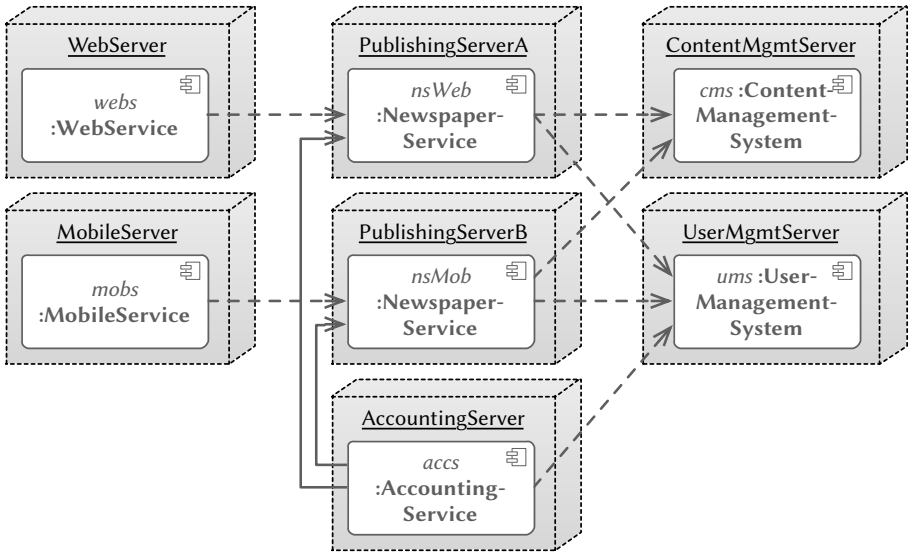 WebServer
webs
:WebService
PublishingServerA
nsWeb
:Newspaper-
Service
ContentMgmtServer
cms :Content-
Management-
System
MobileServer
mobs
:MobileService
PublishingServerB
nsMob
:Newspaper-
Service
UserMgmtServer
ums :User-
Management-
System
AccountingServer
accs
:Accounting-
Service